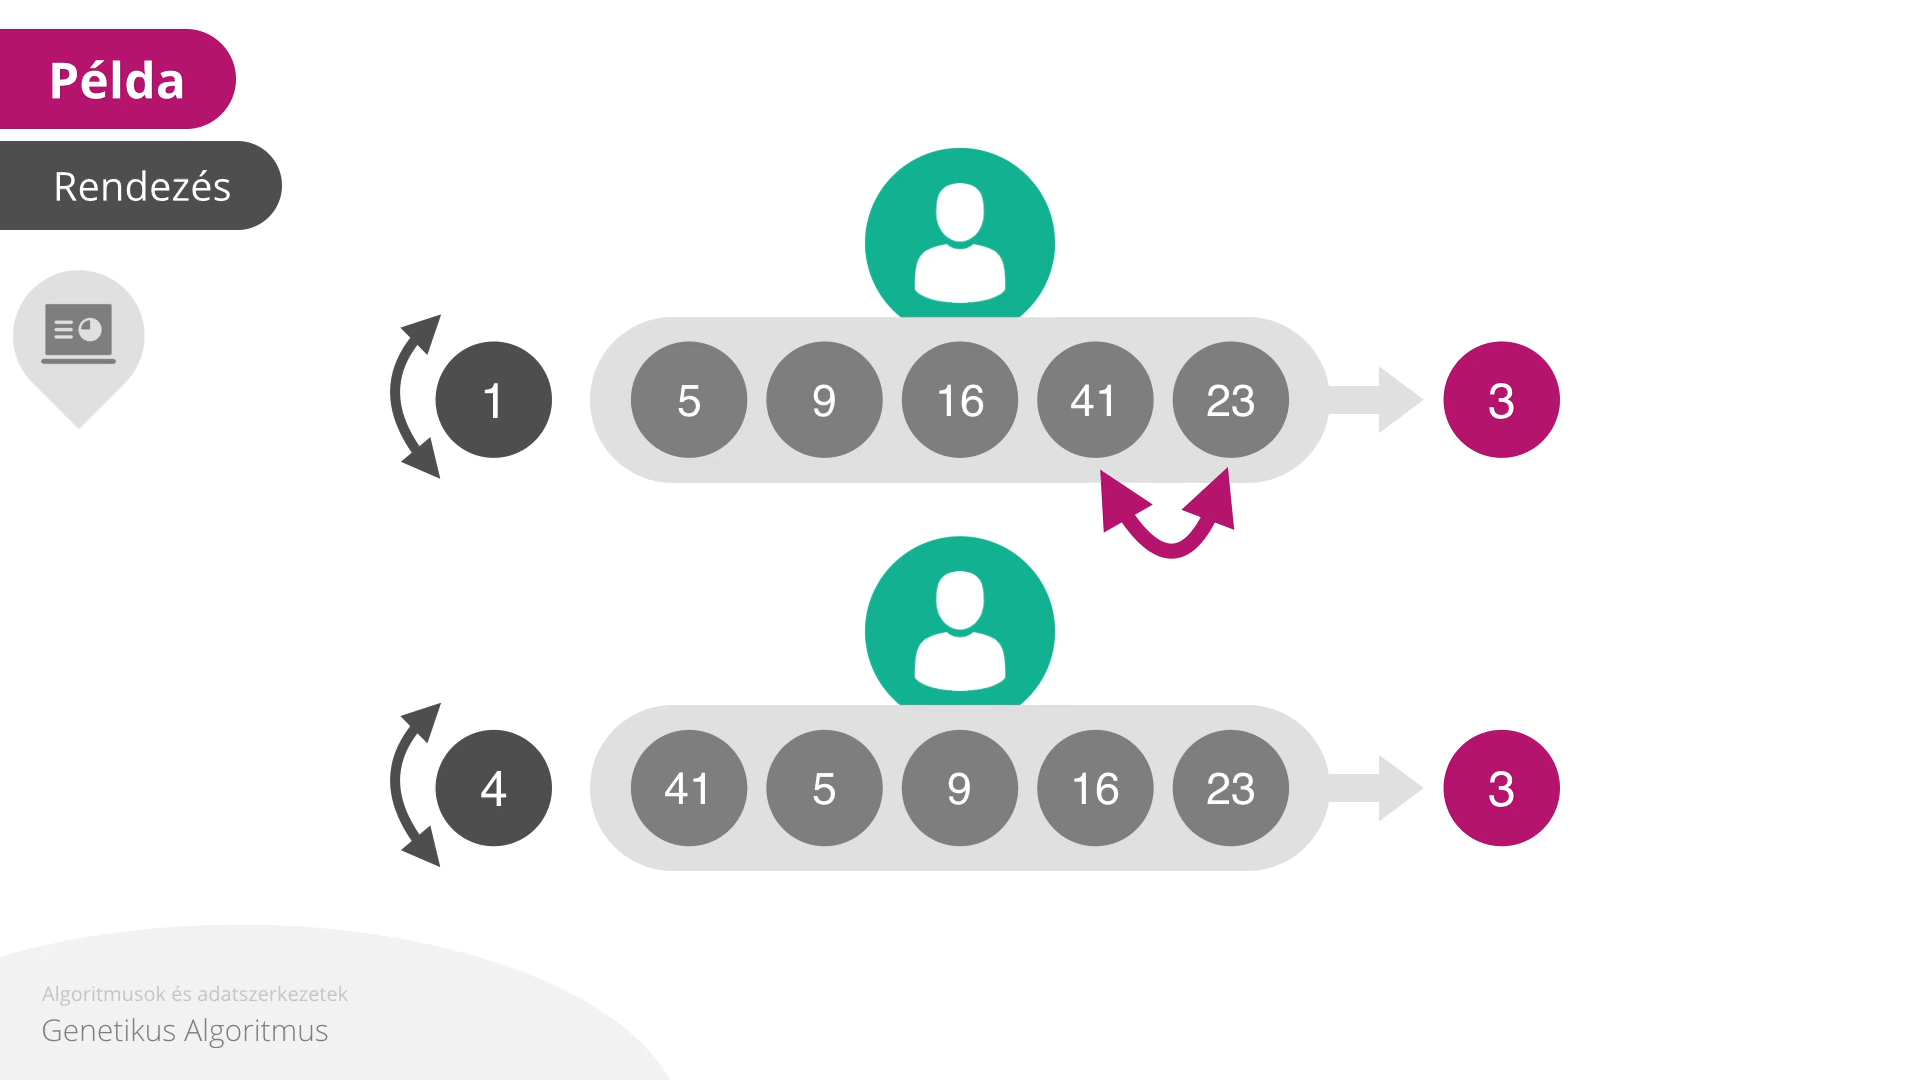 Példa
Rendezés
1 5 9 16 41 23 3
4 41 5 9 16 23 3
Algoritmusok és adatszerkezetek
Genetikus Algoritmus